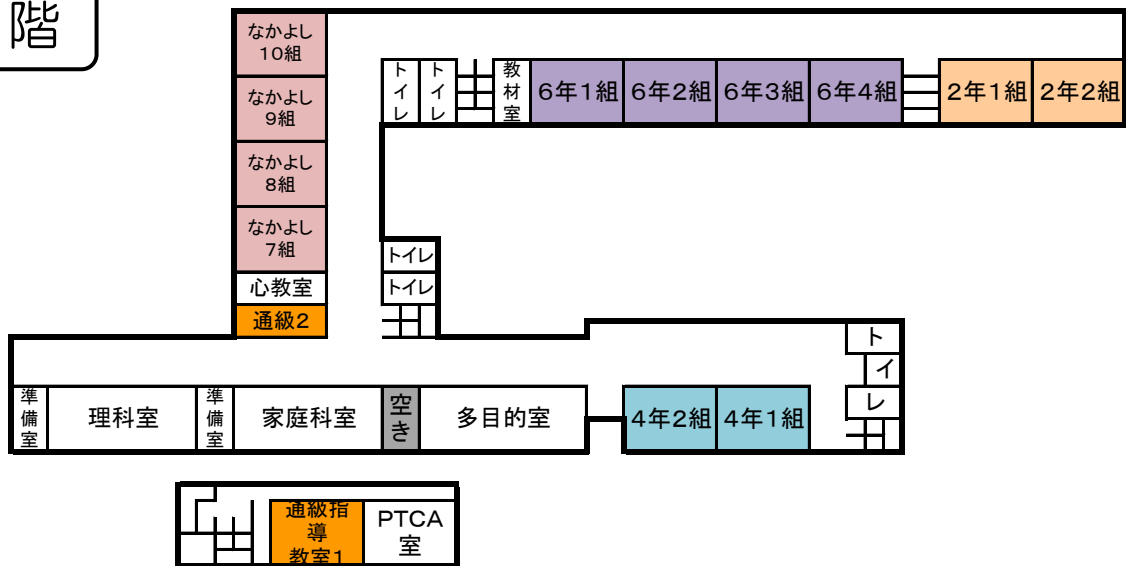 階
なかよし
10組
なかよし
9組
なかよし
8組
なかよし
7組
心教室
通級2
トイレ
トイレ
教材室
6年1組
6年2組
6年3組
6年4組
2年1組
2年2組
トイレ
トイレ
準備室
理科室
準備室
家庭科室
空き
多目的室
4年2組
4年1組
トイレ
通級指
導
教室1
PTCA
室